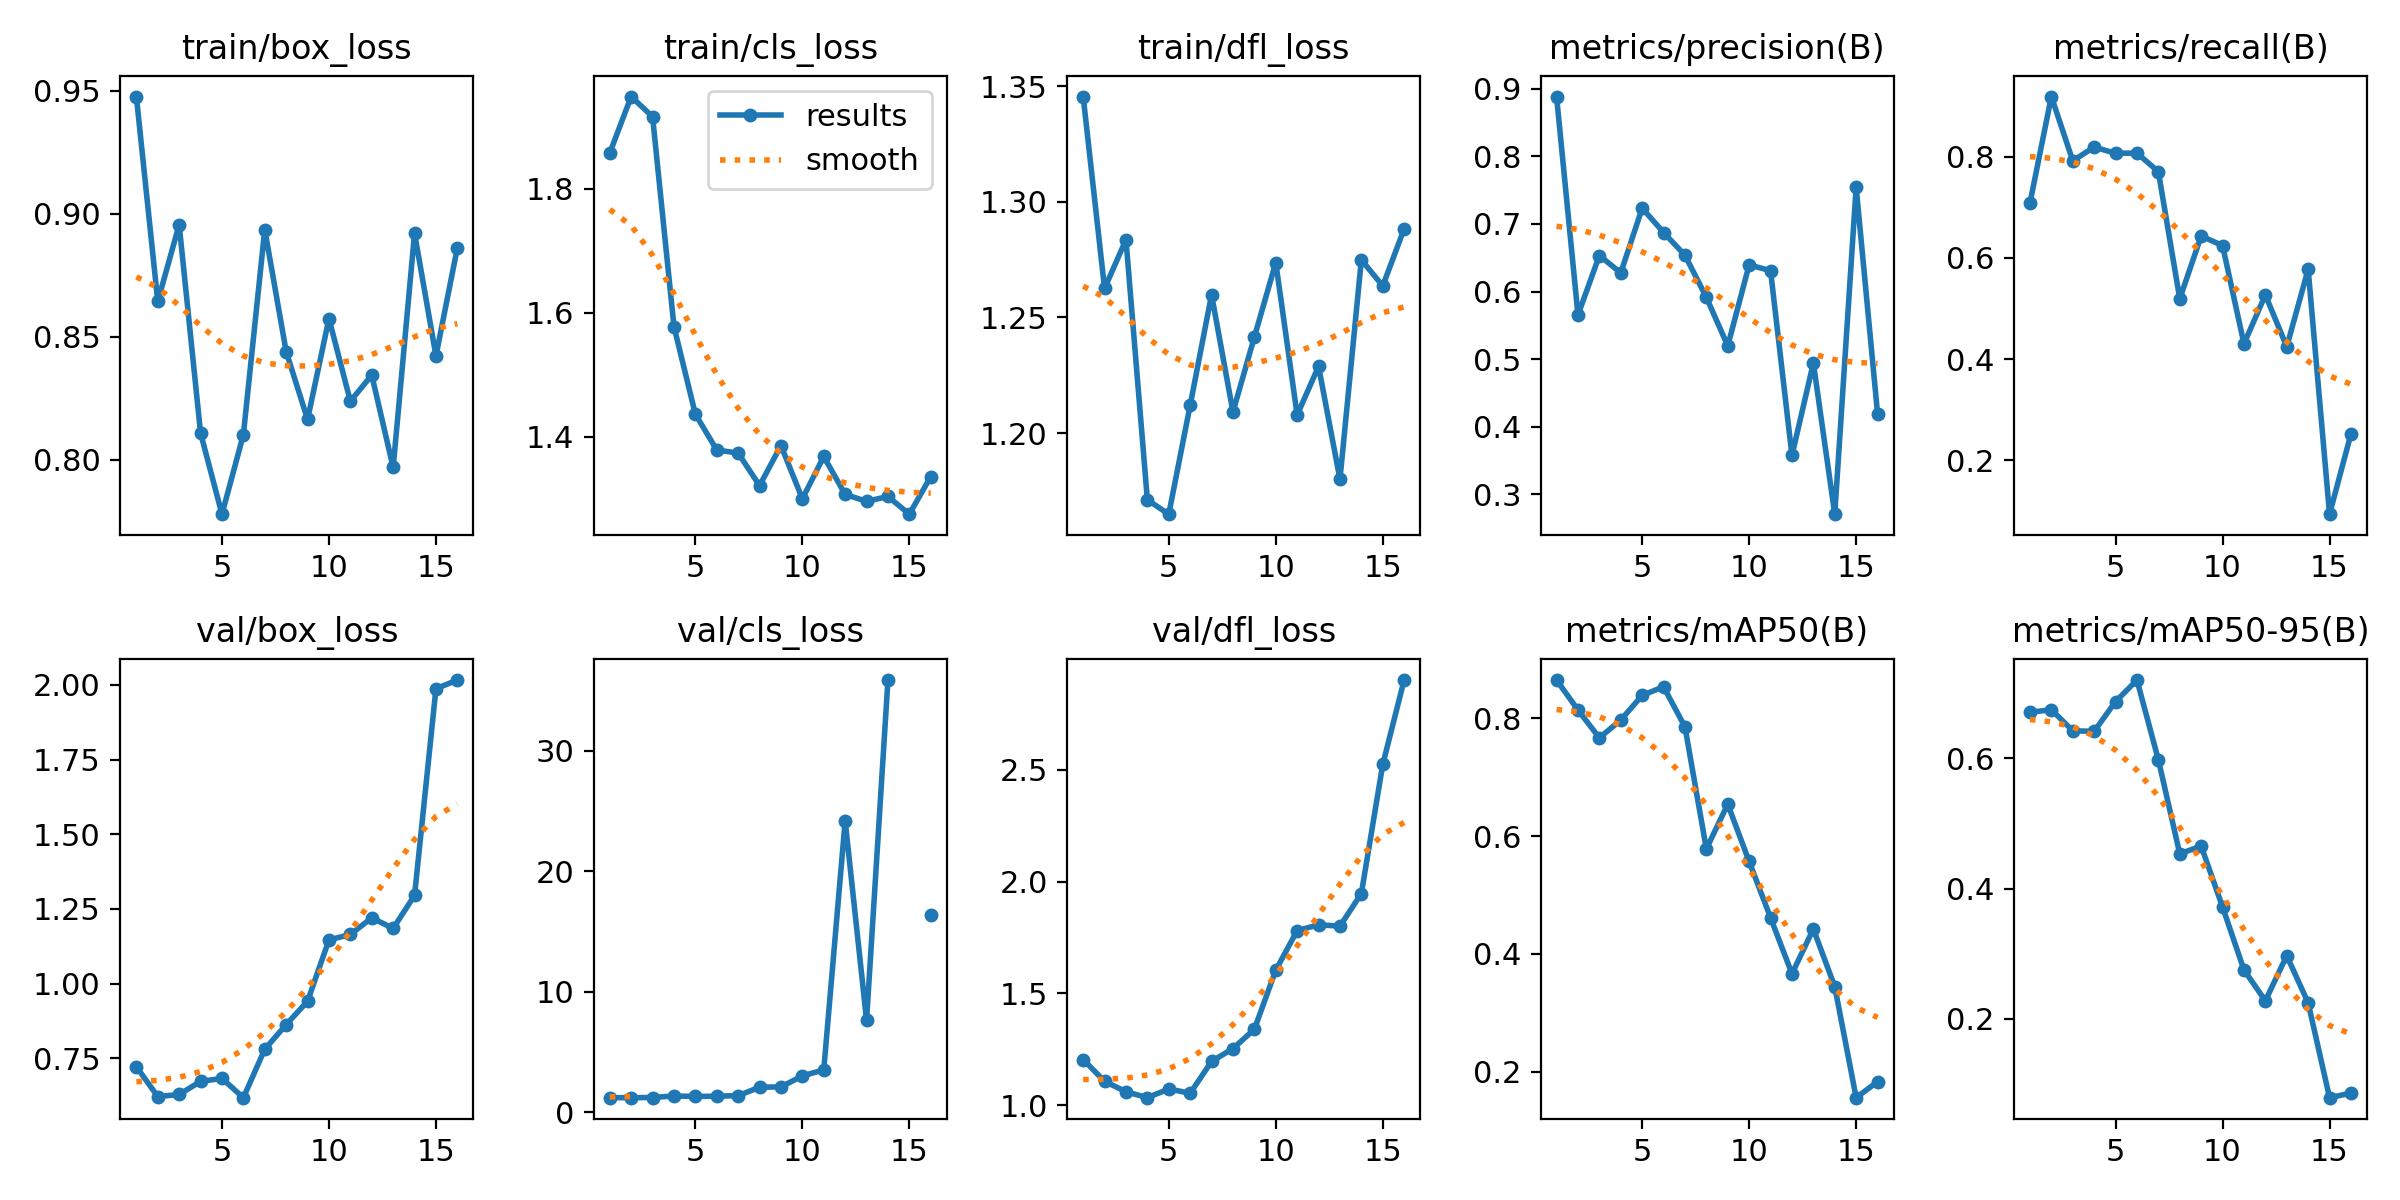 train/box_loss
0.95
0.90
0.85
0.80
5 10 15
train/cls_loss
results
smooth
1.8
1.6
1.4
5 10 15
train/dfl_loss
1.35
1.30
1.25
1.20
5 10 15
metrics/precision(B)
0.9
0.8
0.7
0.6
0.5
0.4
0.3
5 10 15
metrics/recall(B)
0.8
0.6
0.4
0.2
5 10 15
val/box_loss
2.00
1.75
1.50
1.25
1.00
0.75
5 10 15
val/cls_loss
30
20
10
0
5 10 15
val/dfl_loss
2.5
2.0
1.5
1.0
5 10 15
metrics/mAP50(B)
0.8
0.6
0.4
0.2
5 10 15
metrics/mAP50-95(B)
0.6
0.4
0.2
5 10 15